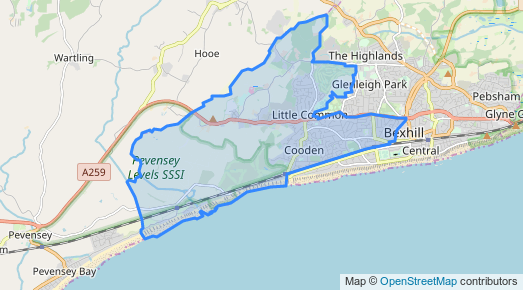 Hooe
Wartling
The Highlands
Glenleigh Park
Pebsham
Little Common
Glyne G
Bexhill
Cooden
Central
Pevensey
Levels SSSI
A259
Pevensey
m
Pevensey Bay
Map © OpenStreetMap contributors